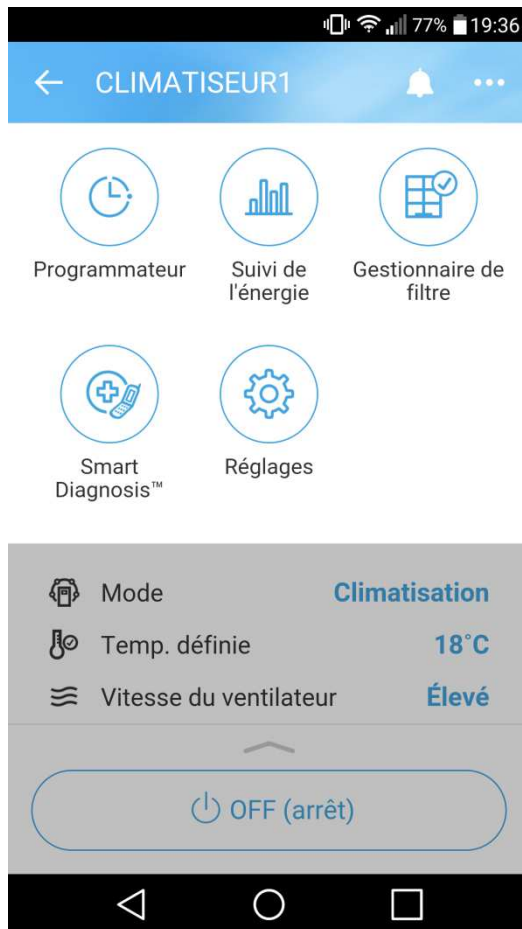 77% 19:36
CLIMATISEUR1
Programmateur
Suivi de
l'énergie
Gestionnaire de
filtre
Smart
Diagnosis™
Réglages
Mode Climatisation
Temp. définie 18°C
Vitesse du ventilateur Élevé
OFF (arrêt)